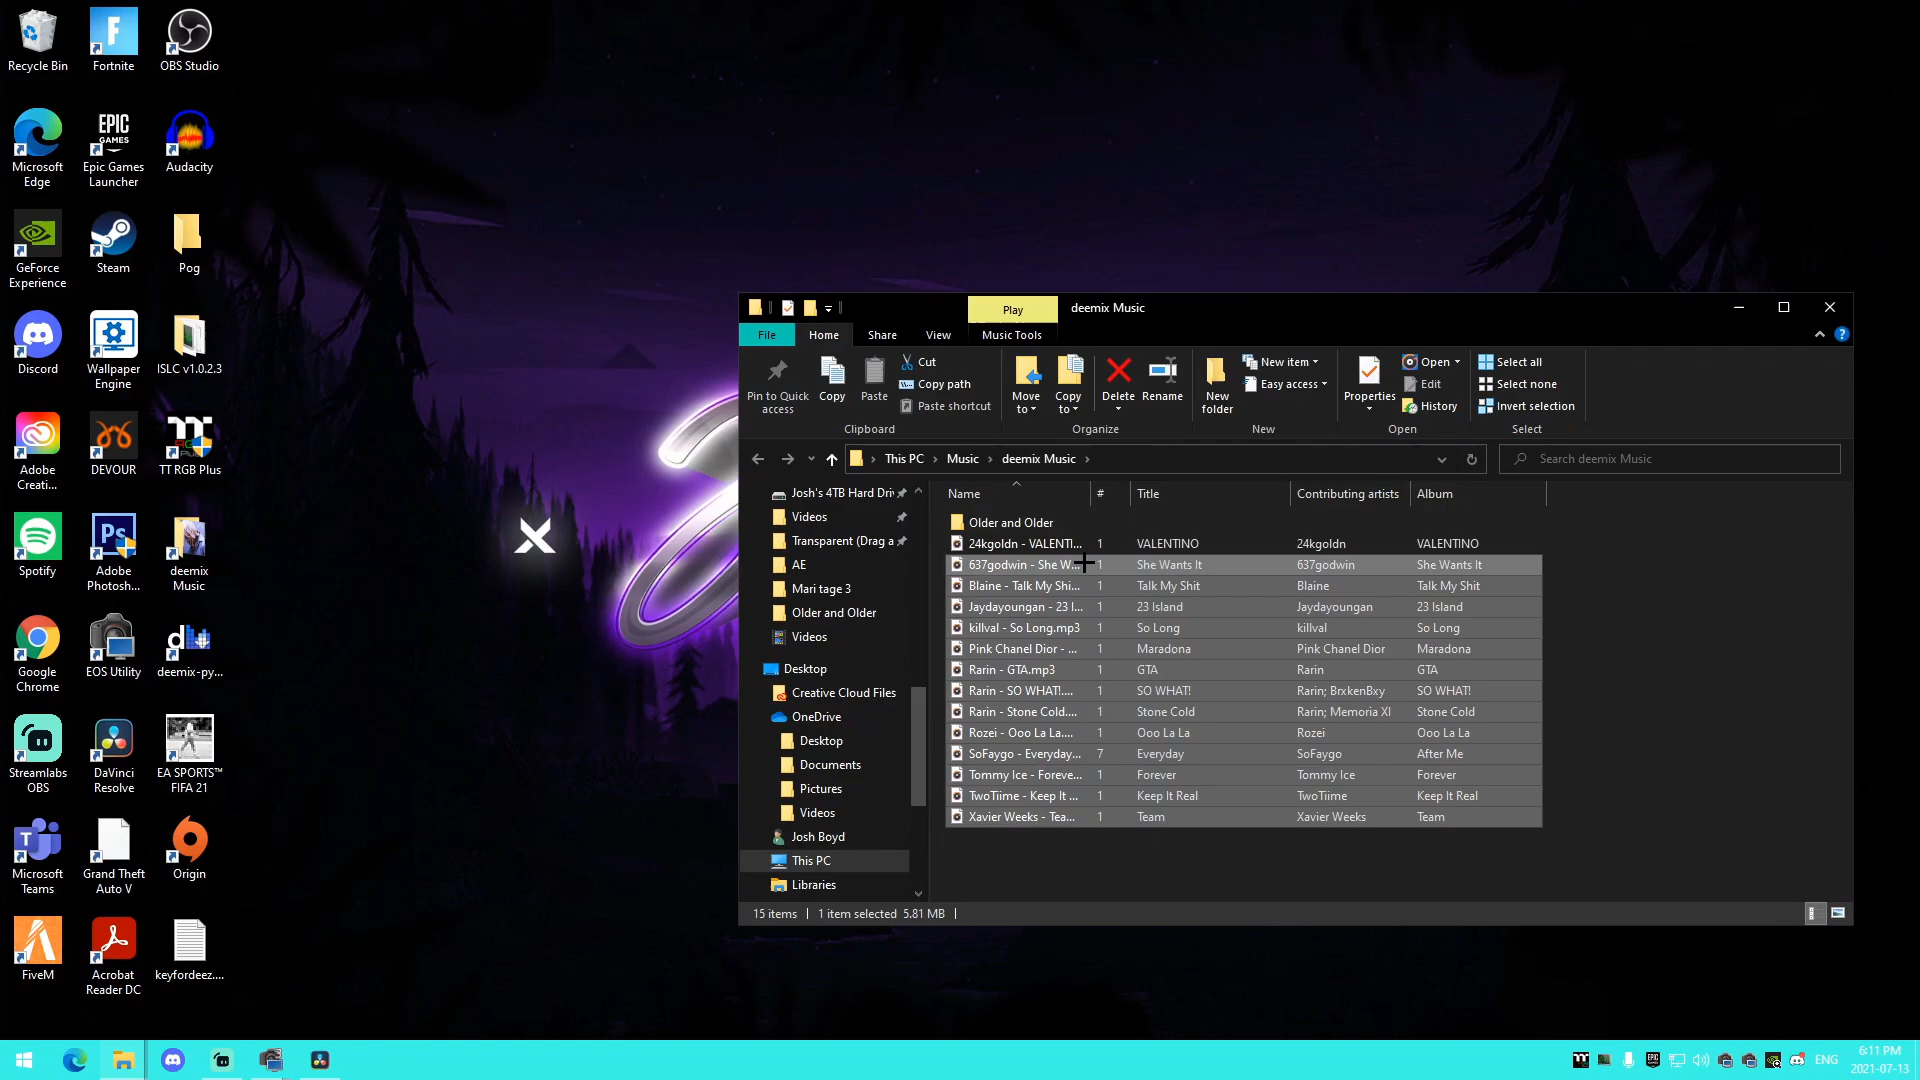 Recycle Bin
Fortnite
OBS Studio
Microsoft
Edge
EPIC
GAMES
Epic Games
Launcher
Audacity
GeForce
Experience
Steam
Pog
Discord
Wallpaper
Engine
ISLC v1.0.2.3
Adobe
Creati...
DEVOUR
TT RGB Plus
Spotify
Ps
Adobe
Photosh...
deemix
Music
Google
Chrome
EOS Utility
deemix-py...
Streamlabs
OBS
DaVinci
Resolve
EA SPORTS™
FIFA 21
Microsoft
Teams
Grand Theft
Auto V
Origin
FiveM
Acrobat
Reader DC
keyfordeez....
Play
deemix Music
File
Home
Share
View
Music Tools
Pin to Quick
access
Copy
Paste
Cut
Copy path
Paste shortcut
Clipboard
Move
to
Copy
to
Delete
Rename
Organize
New
folder
New item
Easy access
New
Properties
Open
Edit
History
Open
Select all
Select none
Invert selection
Select
This PC > Music > deemix Music >
Search deemix Music
Josh's 4TB Hard Dri
Videos
Transparent (Drag a
AE
Mari tage 3
Older and Older
Videos
Desktop
Creative Cloud Files
OneDrive
Desktop
Documents
Pictures
Videos
Josh Boyd
This PC
Libraries
Name # Title Contributing artists Album
Older and Older
24kgoldn - VALENTI... 1 VALENTINO 24kgoldn VALENTINO
637godwin - She W... 1 She Wants It 637godwin She Wants It
Blaine - Talk My Shi... 1 Talk My Shit Blaine Talk My Shit
Jaydayoungan - 23 I... 1 23 Island Jaydayoungan 23 Island
killval - So Long.mp3 1 So Long killval So Long
Pink Chanel Dior - ... 1 Maradona Pink Chanel Dior Maradona
Rarin - GTA.mp3 1 GTA Rarin GTA
Rarin - SO WHAT!.... 1 SO WHAT! Rarin; BrxkenBxy SO WHAT!
Rarin - Stone Cold.... 1 Stone Cold Rarin; Memoria XI Stone Cold
Rozei - Ooo La La.... 1 Ooo La La Rozei Ooo La La
SoFaygo - Everyday... 7 Everyday SoFaygo After Me
Tommy Ice - Foreve... 1 Forever Tommy Ice Forever
TwoTiime - Keep It ... 1 Keep It Real TwoTiime Keep It Real
Xavier Weeks - Tea... 1 Team Xavier Weeks Team
15 items 1 item selected 5.81 MB
ENG
6:11 PM
2021-07-13